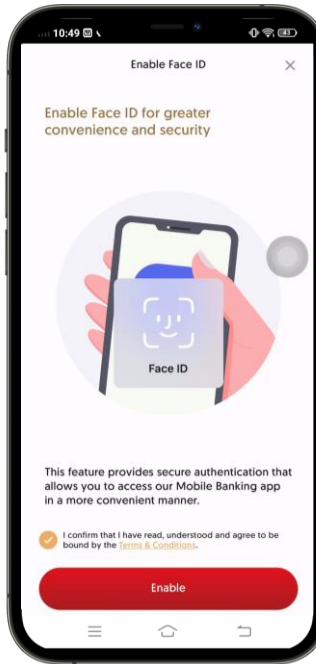 10:49
43
Enable Face ID
Enable Face ID for greater
convenience and security
Face ID
This feature provides secure authentication that
allows you to access our Mobile Banking app
in a more convenient manner.
I confirm that I have read, understood and agree to be
bound by the Terms & Conditions.
Enable